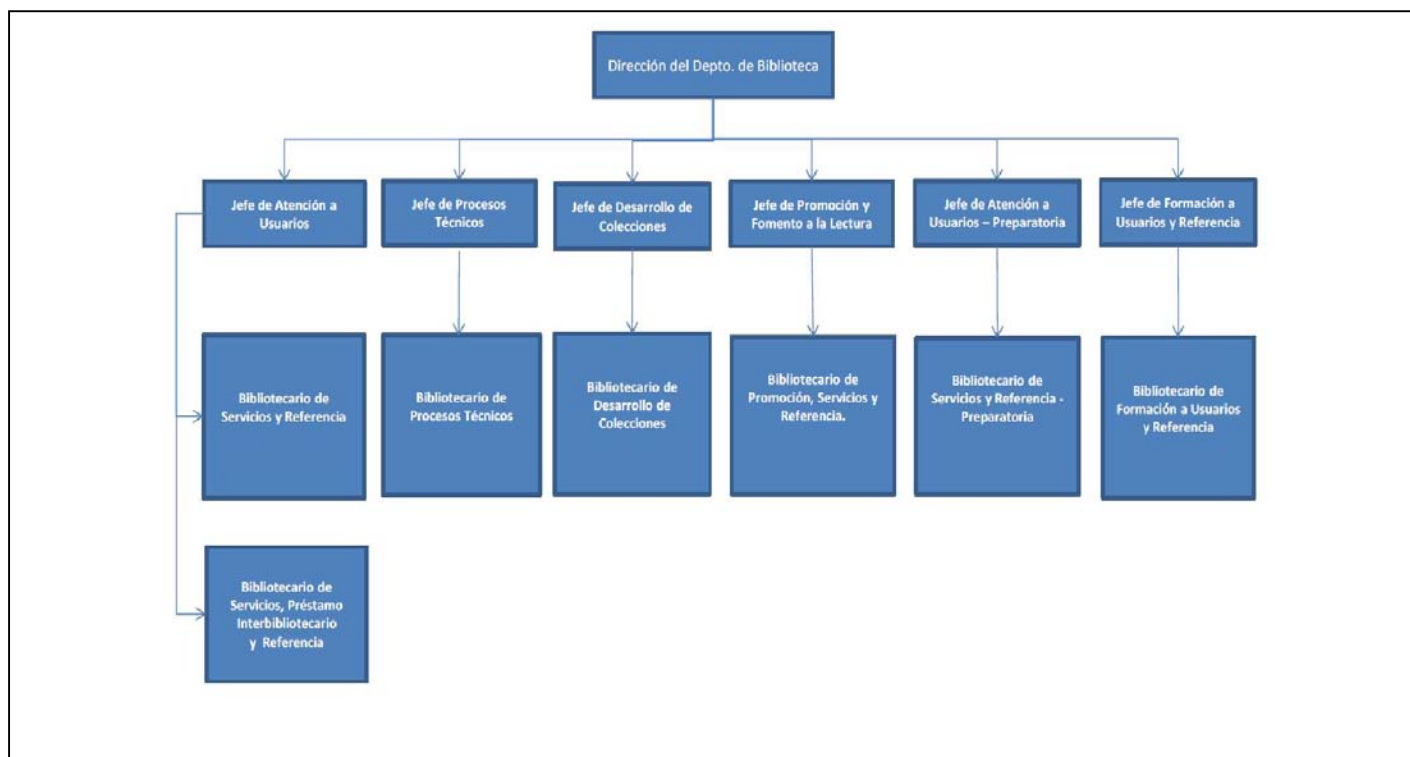 Dirección del Depto. de Biblioteca
Jefe de Atención a
Usuarios
Jefe de Procesos
Técnicos
Jefe de Desarrollo de
Colecciones
Jefe de Promoción y
Fomento a la Lectura
Jefe de Atención a
Usuarios – Preparatoria
Jefe de Formación a
Usuarios y Referencia
Bibliotecario de
Servicios y Referencia
Bibliotecario de
Procesos Técnicos
Bibliotecario de
Desarrollo de
Colecciones
Bibliotecario de
Promoción, Servicios y
Referencia.
Bibliotecario de
Servicios y Referencia -
Preparatoria
Bibliotecario de
Formación a Usuarios
y Referencia
Bibliotecario de
Servicios, Préstamo
Interbibliotecario
y Referencia